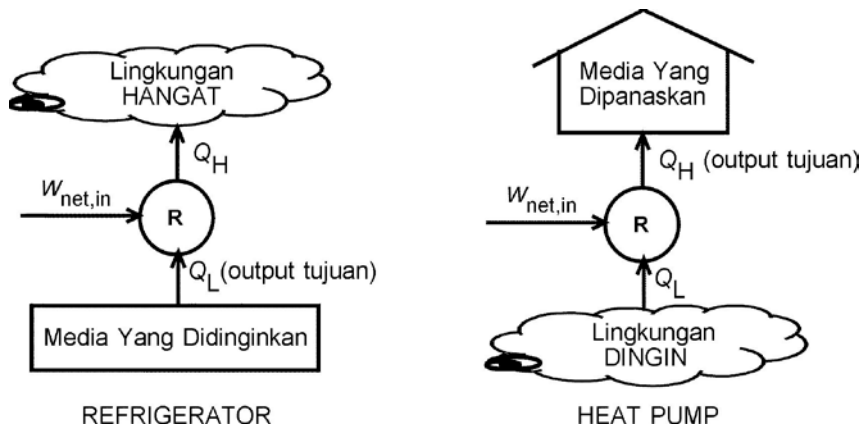 Lingkungan
HANGAT
Q_H
W_net,in
R
Q_L (output tujuan)
Media Yang Didinginkan
REFRIGERATOR
Media Yang
Dipanaskan
Q_H (output tujuan)
W_net,in
R
Q_L
Lingkungan
DINGIN
HEAT PUMP